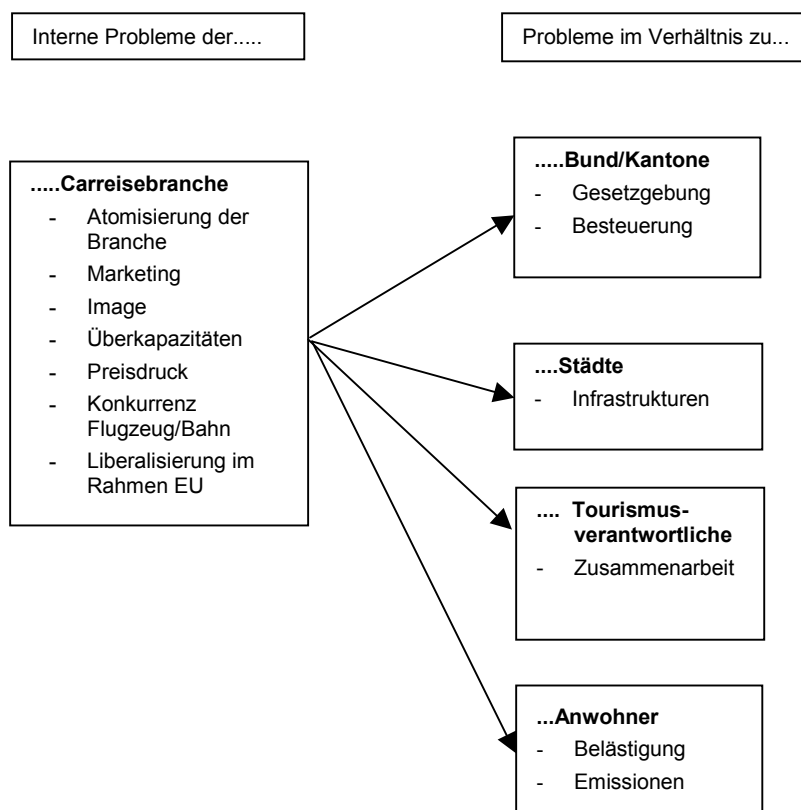 Interne Probleme der.....
Probleme im Verhältnis zu...
.....Carreisebranche
- Atomisierung der
Branche
- Marketing
- Image
- Überkapazitäten
- Preisdruck
- Konkurrenz
Flugzeug/Bahn
- Liberalisierung im
Rahmen EU
.....Bund/Kantone
- Gesetzgebung
- Besteuerung
....Städte
- Infrastrukturen
.... Tourismus-
verantwortliche
- Zusammenarbeit
...Anwohner
- Belästigung
- Emissionen